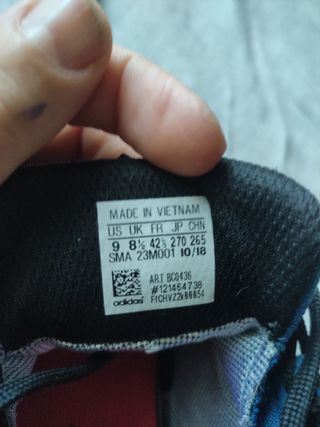 MADE IN VIETNAM
US UK FR JP CHN
9 8½ 42⅔ 270 265
SMA 23M001 10/18
ART BC0436
#121464738
adidas